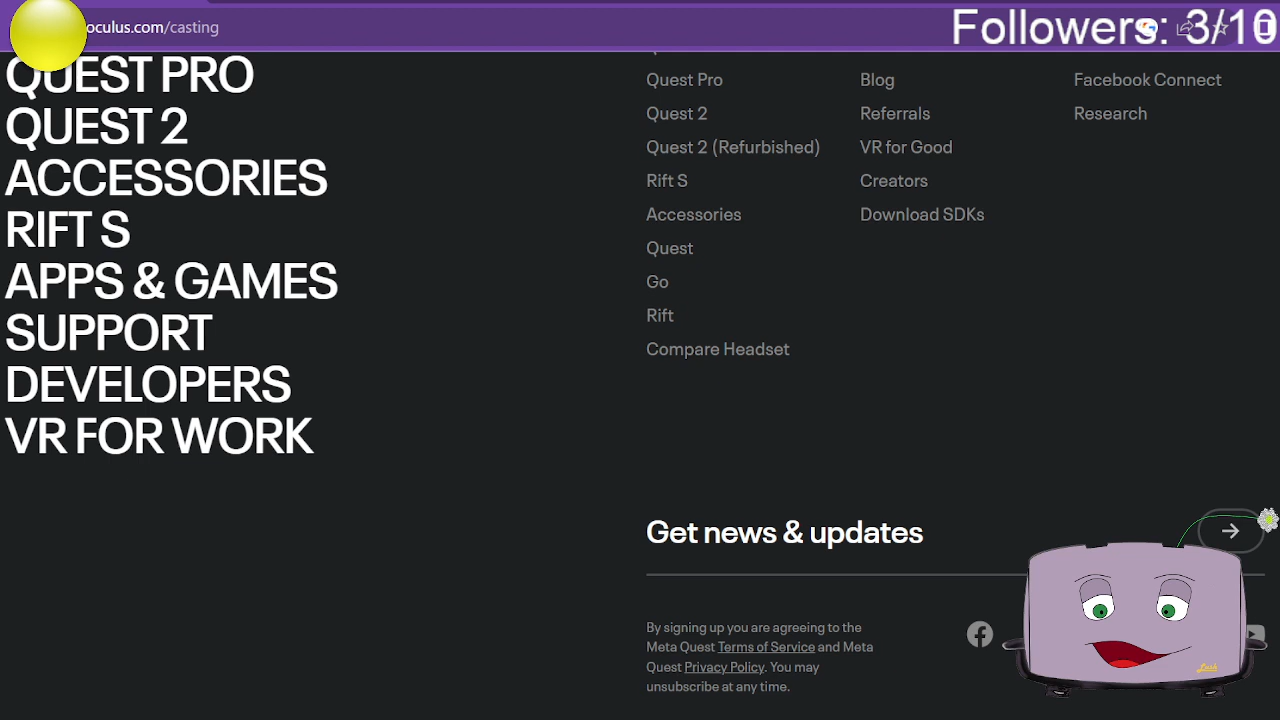 oculus.com/casting
Followers: 3/10
QUEST PRO
QUEST 2
ACCESSORIES
RIFT S
APPS & GAMES
SUPPORT
DEVELOPERS
VR FOR WORK
Quest Pro
Quest 2
Quest 2 (Refurbished)
Rift S
Accessories
Quest
Go
Rift
Compare Headset
Blog
Referrals
VR for Good
Creators
Download SDKs
Facebook Connect
Research
Get news & updates
By signing up you are agreeing to the
Meta Quest Terms of Service and Meta
Quest Privacy Policy. You may
unsubscribe at any time.